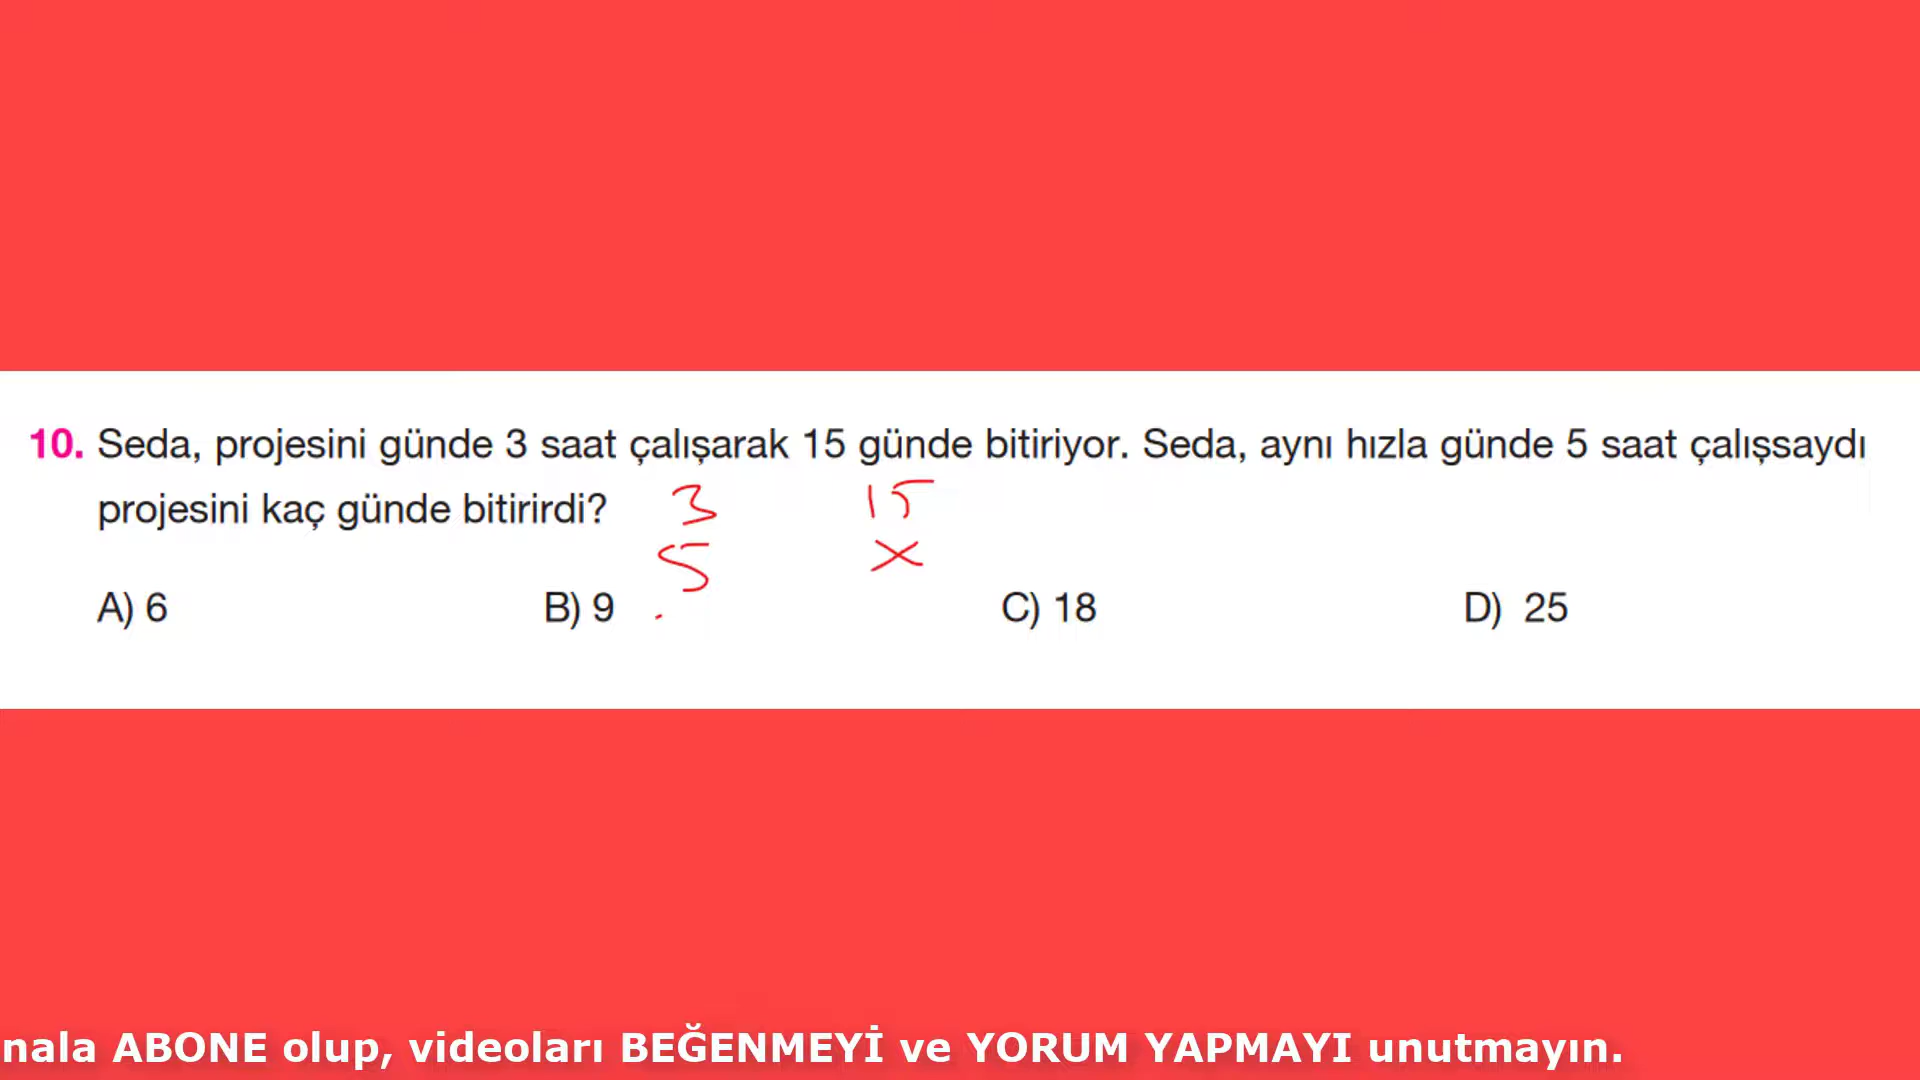 10. Seda, projesini günde 3 saat çalışarak 15 günde bitiriyor. Seda, aynı hızla günde 5 saat çalışsaydı
projesini kaç günde bitirirdi?
3 15
5 x
A) 6 B) 9 C) 18 D) 25
nala ABONE olup, videoları BEĞENMEYİ ve YORUM YAPMAYI unutmayın.